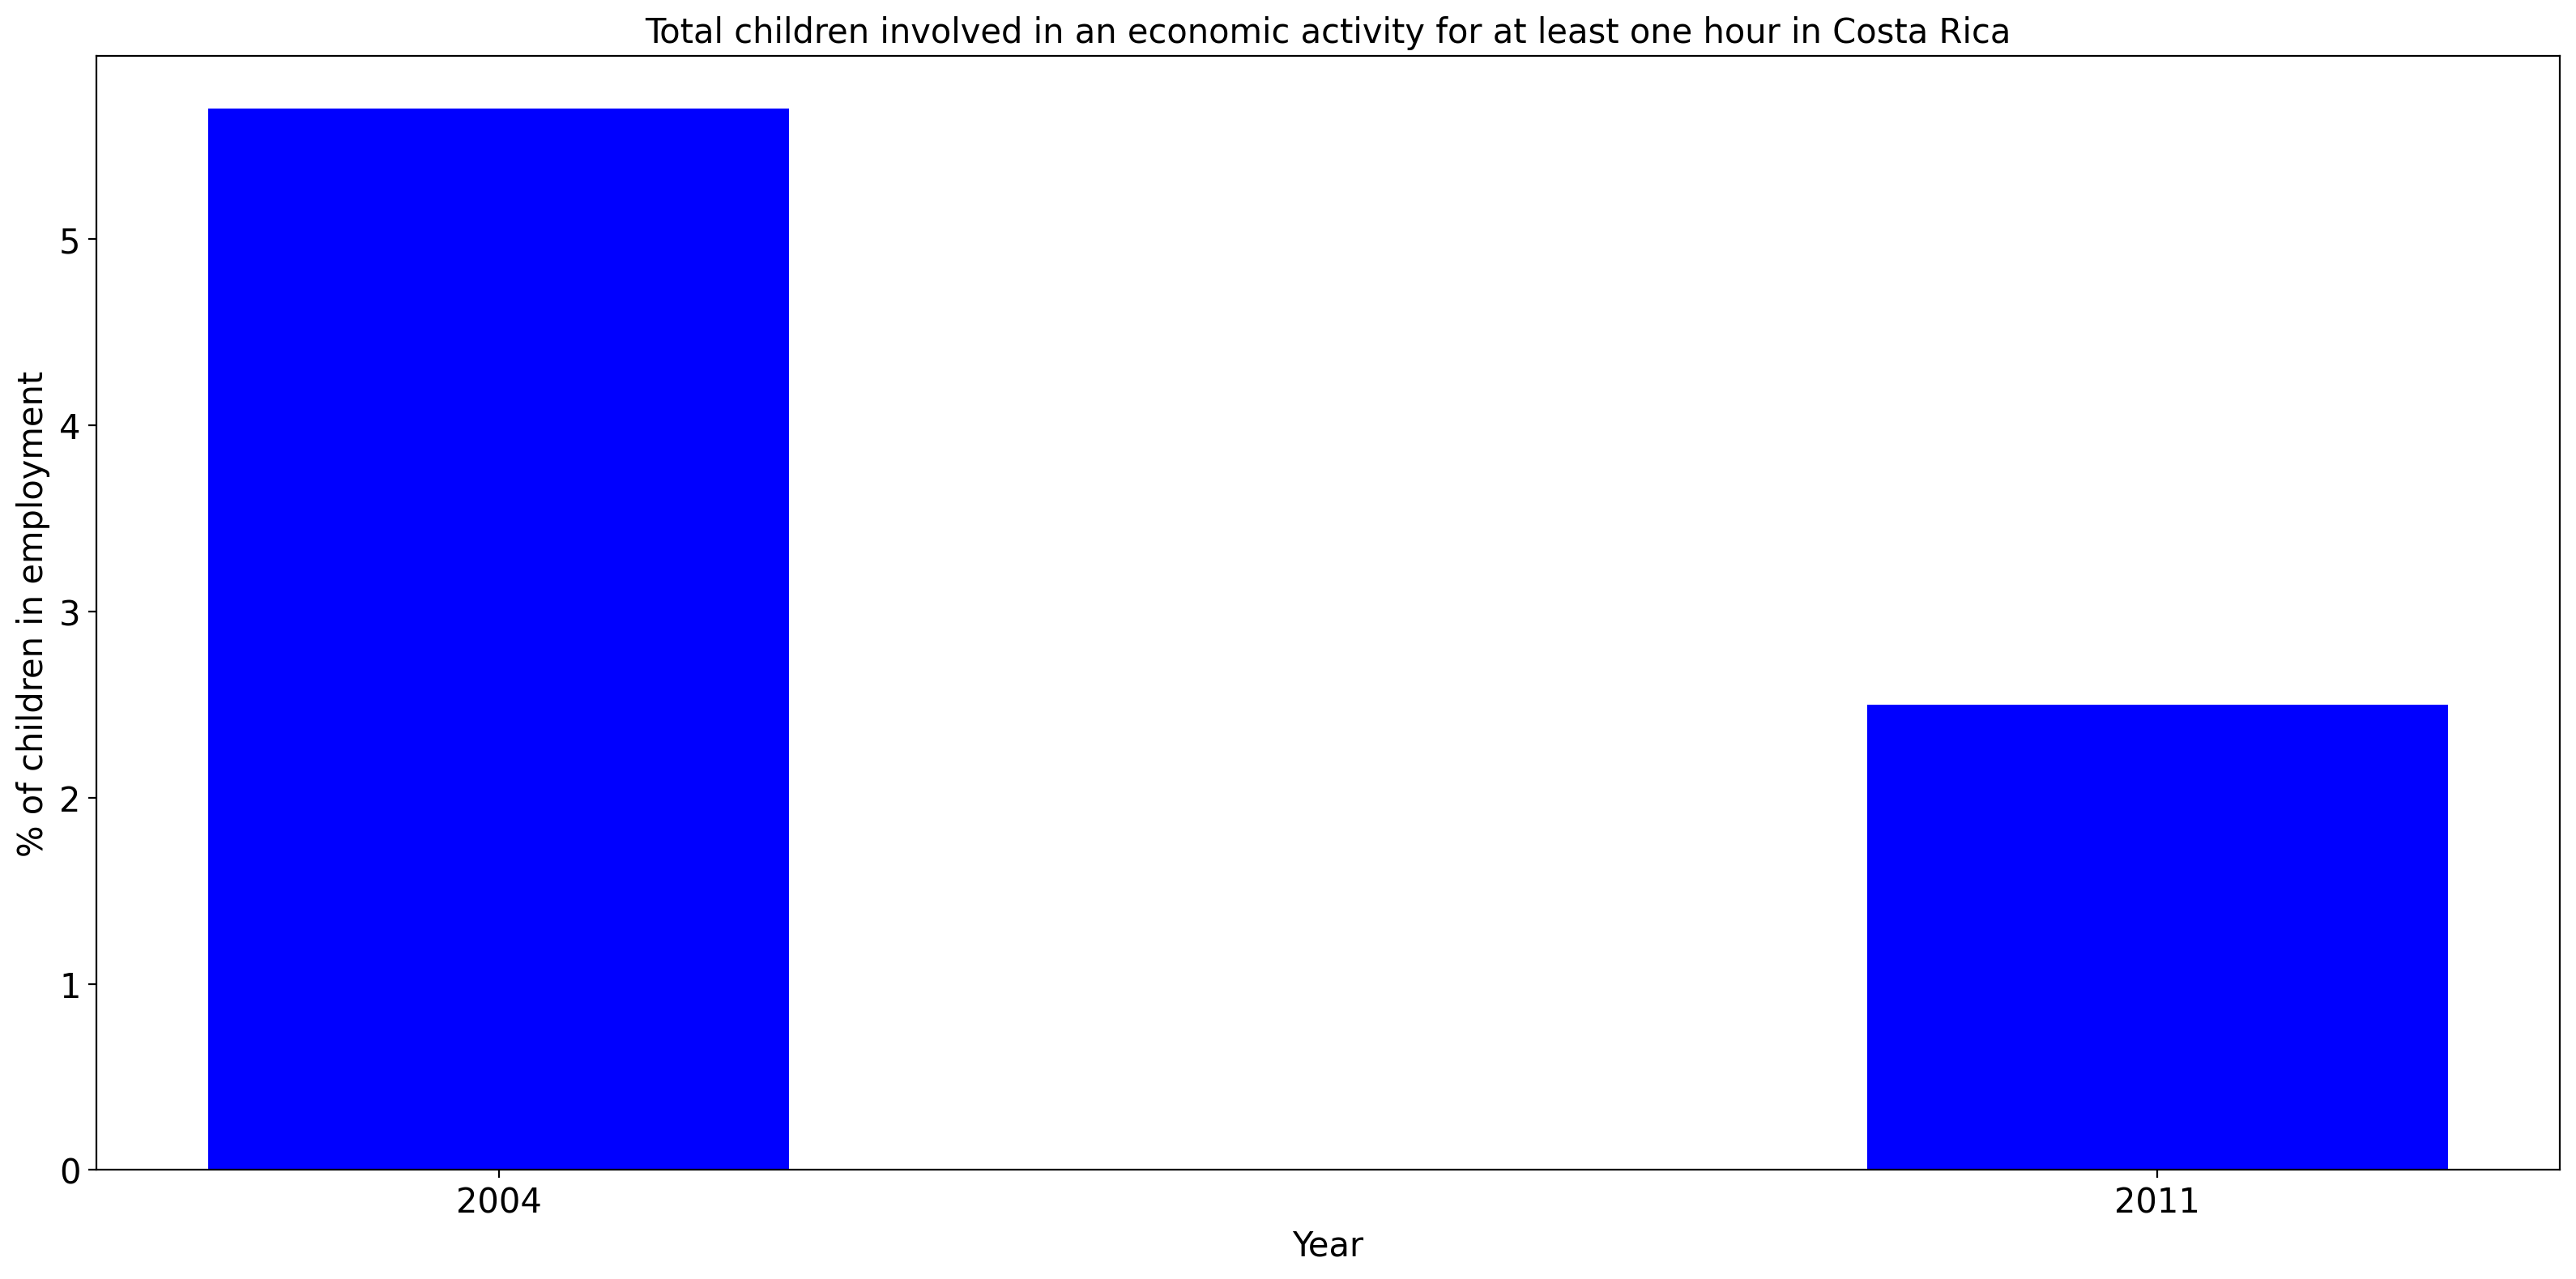 Total children involved in an economic activity for at least one hour in Costa Rica
% of children in employment
5
4
3
2
1
0
2004 2011
Year